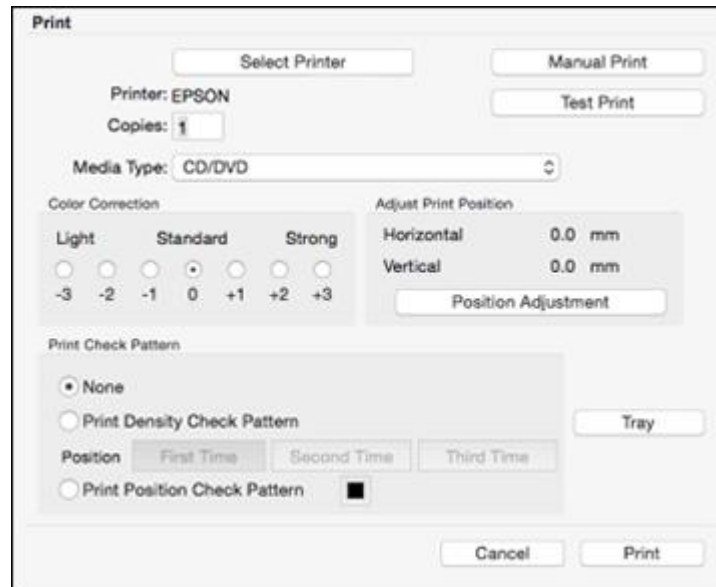 Print
Select Printer
Manual Print
Printer: EPSON
Test Print
Copies: 1
Media Type: CD/DVD
Color Correction
Light Standard Strong
-3 -2 -1 0 +1 +2 +3
Adjust Print Position
Horizontal 0.0 mm
Vertical 0.0 mm
Position Adjustment
Print Check Pattern
None
Print Density Check Pattern
Position First Time Second Time Third Time
Print Position Check Pattern
Tray
Cancel Print